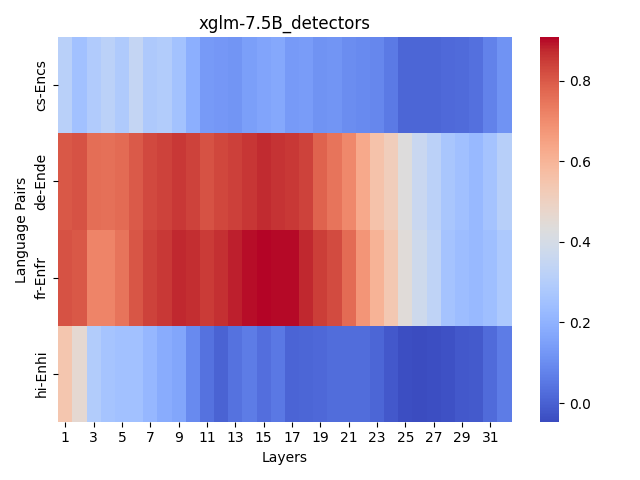 xglm-7.5B_detectors
Language Pairs
cs-Encs
de-Ende
fr-Enfr
hi-Enhi
1 3 5 7 9 11 13 15 17 19 21 23 25 27 29 31
Layers
0.8
0.6
0.4
0.2
0.0